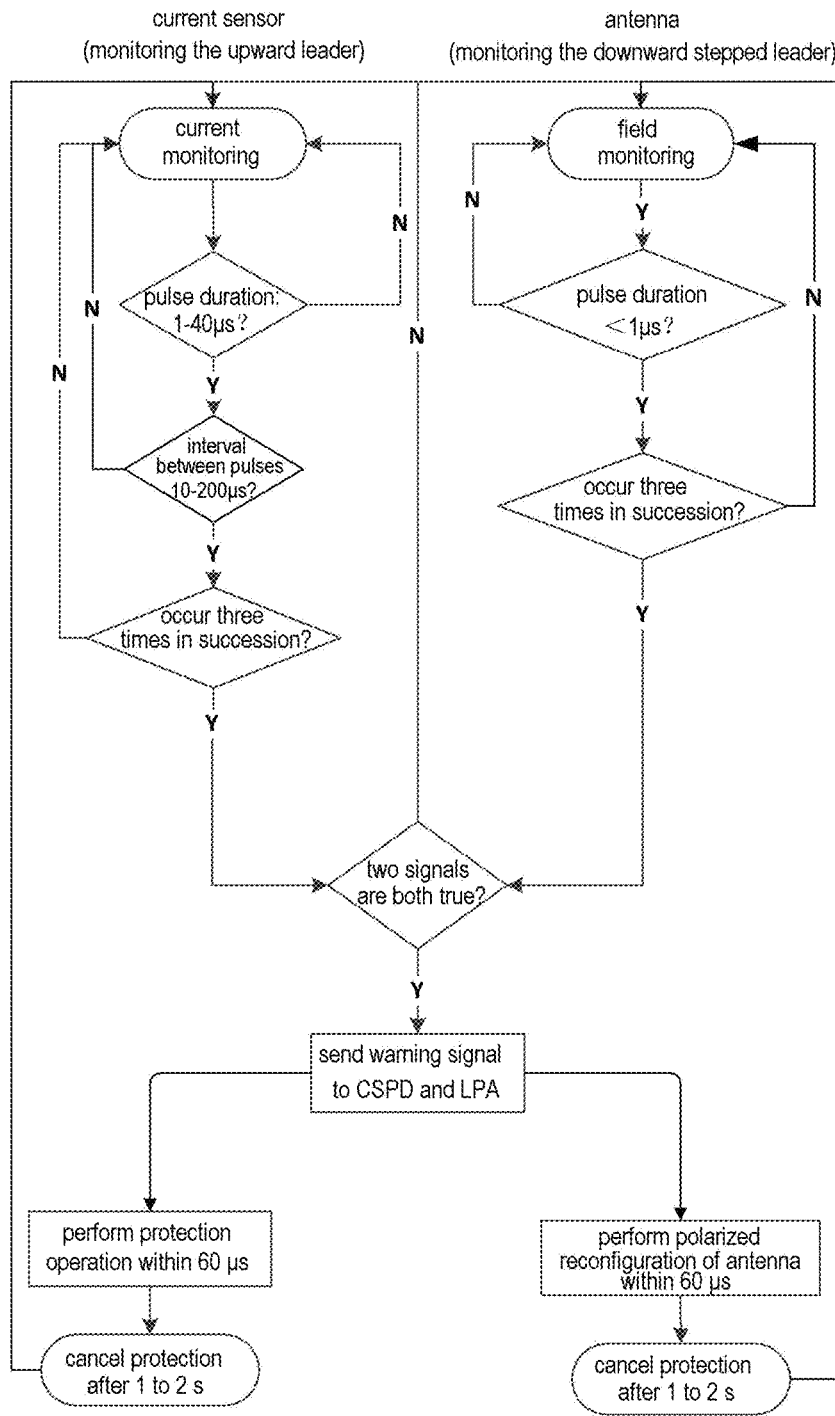 current sensor
(monitoring the upward leader)
antenna
(monitoring the downward stepped leader)
current
monitoring
field
monitoring
N
Y
N
pulse duration:
1-40μs?
N
pulse duration
<1μs?
N
N
N
Y
Y
interval
between pulses
10-200μs?
occur three
times in succession?
Y
occur three
times in succession?
Y
Y
two signals
are both true?
Y
send warning signal
to CSPD and LPA
perform protection
operation within 60 μs
perform polarized
reconfiguration of antenna
within 60 μs
cancel protection
after 1 to 2 s
cancel protection
after 1 to 2 s